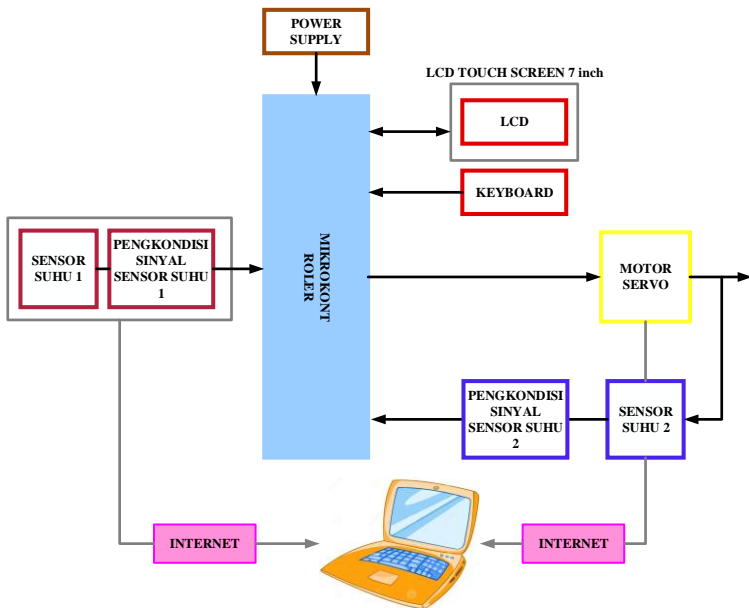 POWER
SUPPLY
LCD TOUCH SCREEN 7 inch
LCD
KEYBOARD
MIKROKONT
ROLER
SENSOR
SUHU 1
PENGKONDISI
SINYAL
SENSOR SUHU
1
MOTOR
SERVO
PENGKONDISI
SINYAL
SENSOR SUHU
2
SENSOR
SUHU 2
INTERNET
INTERNET